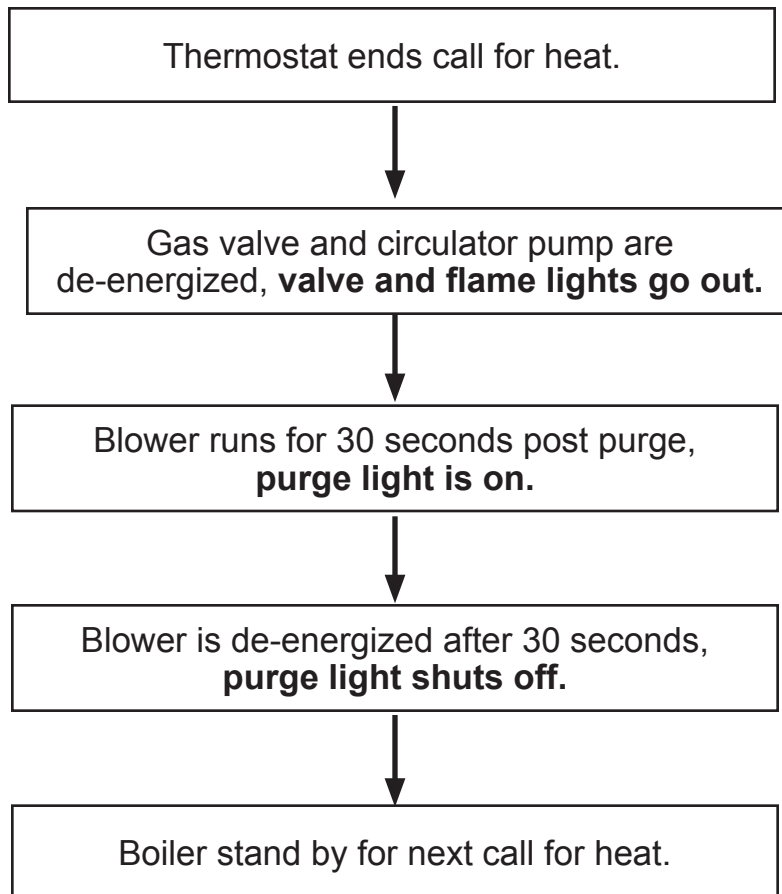 Thermostat ends call for heat.
Gas valve and circulator pump are
de-energized, valve and flame lights go out.
Blower runs for 30 seconds post purge,
purge light is on.
Blower is de-energized after 30 seconds,
purge light shuts off.
Boiler stand by for next call for heat.